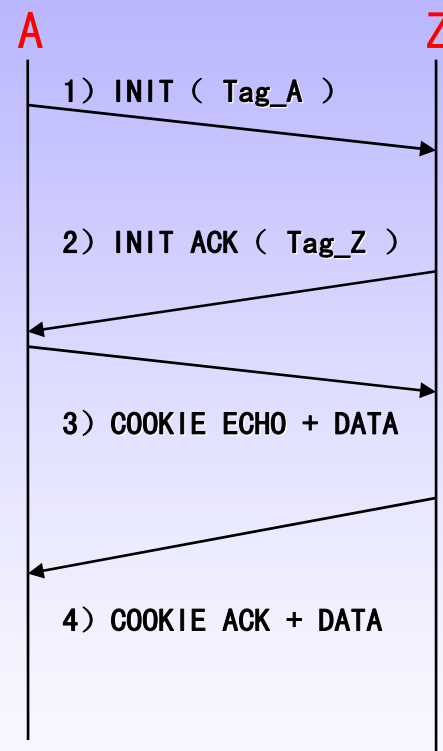 A Z
1）INIT（ Tag_A ）
2）INIT ACK（ Tag_Z ）
3）COOKIE ECHO + DATA
4）COOKIE ACK + DATA